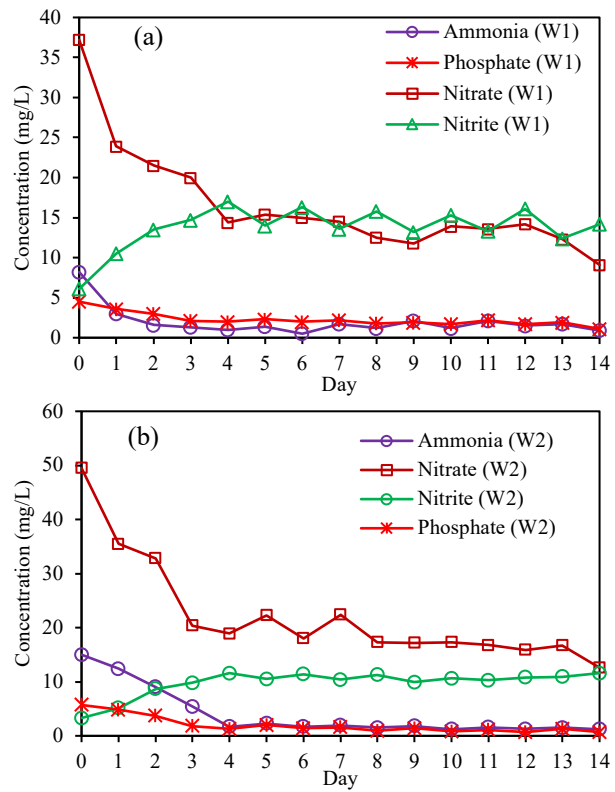 (a)
Ammonia (W1)
Phosphate (W1)
Nitrate (W1)
Nitrite (W1)
Concentration (mg/L)
40
35
30
25
20
15
10
5
0
0 1 2 3 4 5 6 7 8 9 10 11 12 13 14
Day
(b)
Ammonia (W2)
Nitrate (W2)
Nitrite (W2)
Phosphate (W2)
Concentration (mg/L)
60
50
40
30
20
10
0
0 1 2 3 4 5 6 7 8 9 10 11 12 13 14
Day